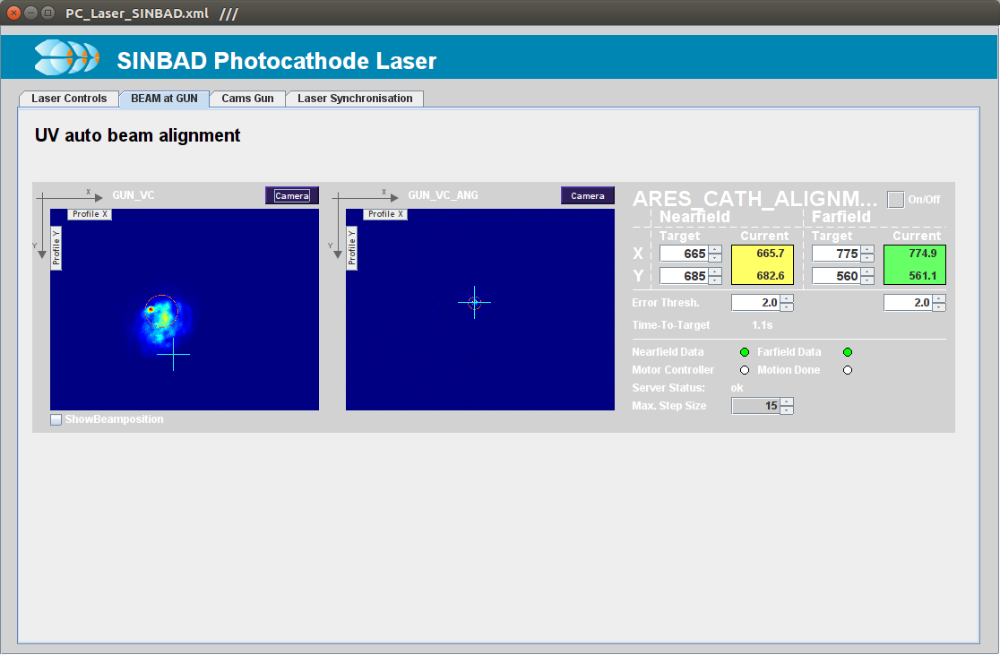 PC_Laser_SINBAD.xml ///
SINBAD Photocathode Laser
Laser Controls BEAM at GUN Cams Gun Laser Synchronisation
UV auto beam alignment
X GUN_VC Camera X GUN_VC_ANG Camera ARES_CATH_ALIGNM... On/Off
Profile X Profile X Nearfield Farfield
Y Profile Y Y Profile Y Target Current Target Current
X 665 665.7 775 774.9
Y 685 682.6 560 561.1
Error Thresh. 2.0 2.0
Time-To-Target 1.1s
Nearfield Data Farfield Data
Motor Controller Motion Done
Server Status: ok
Max. Step Size 15
ShowBeamposition